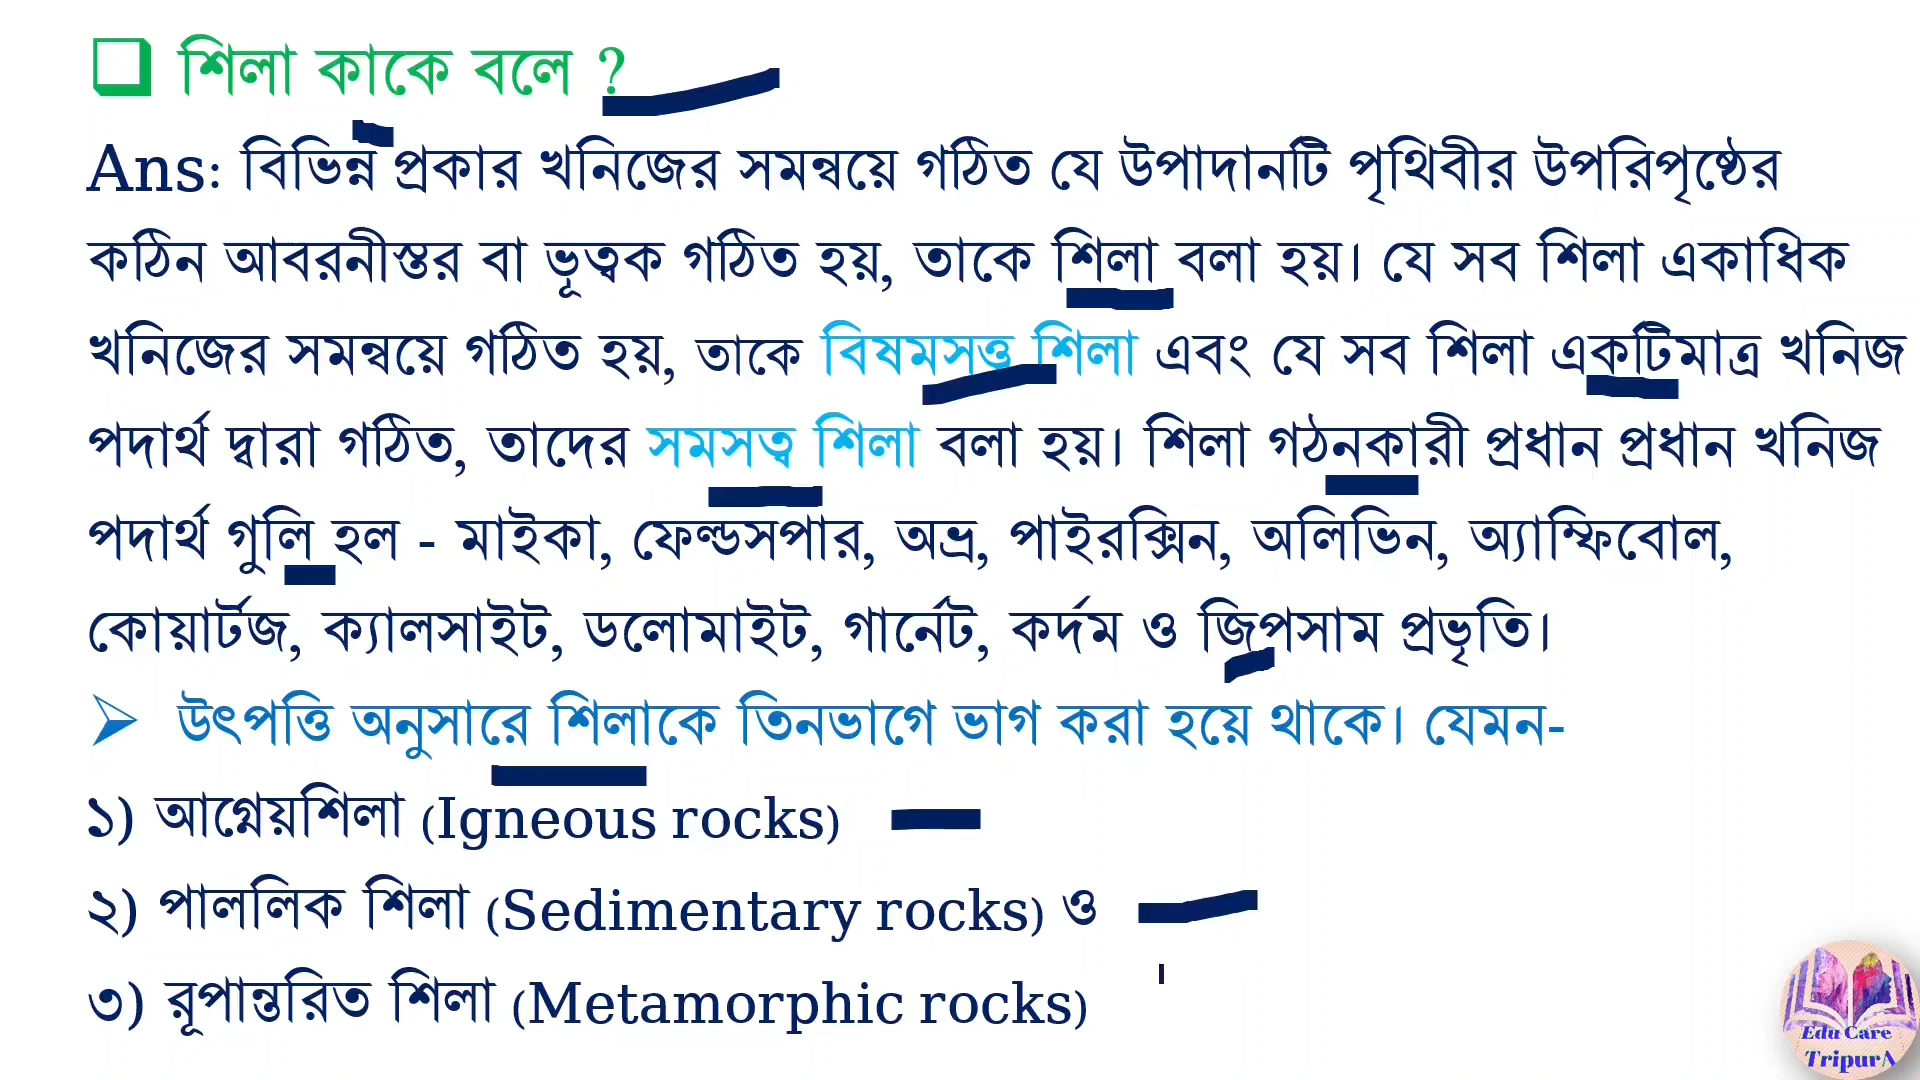 ❑ শিলা কাকে বলে ?
Ans: বিভিন্ন প্রকার খনিজের সমন্বয়ে গঠিত যে উপাদানটি পৃথিবীর উপরিপৃষ্ঠের
কঠিন আবরনীস্তর বা ভূত্বক গঠিত হয়, তাকে শিলা বলা হয়। যে সব শিলা একাধিক
খনিজের সমন্বয়ে গঠিত হয়, তাকে বিষমসত্ত শিলা এবং যে সব শিলা একটিমাত্র খনিজ
পদার্থ দ্বারা গঠিত, তাদের সমসত্ব শিলা বলা হয়। শিলা গঠনকারী প্রধান প্রধান খনিজ
পদার্থ গুলি হল - মাইকা, ফেল্ডসপার, অভ্র, পাইরক্সিন, অলিভিন, অ্যাম্ফিবোল,
কোয়ার্টজ, ক্যালসাইট, ডলোমাইট, গার্নেট, কর্দম ও জিপসাম প্রভৃতি।
➢ উৎপত্তি অনুসারে শিলাকে তিনভাগে ভাগ করা হয়ে থাকে। যেমন-
১) আগ্নেয়শিলা (Igneous rocks)
২) পাললিক শিলা (Sedimentary rocks) ও
৩) রূপান্তরিত শিলা (Metamorphic rocks)
Edu Care
TripurA